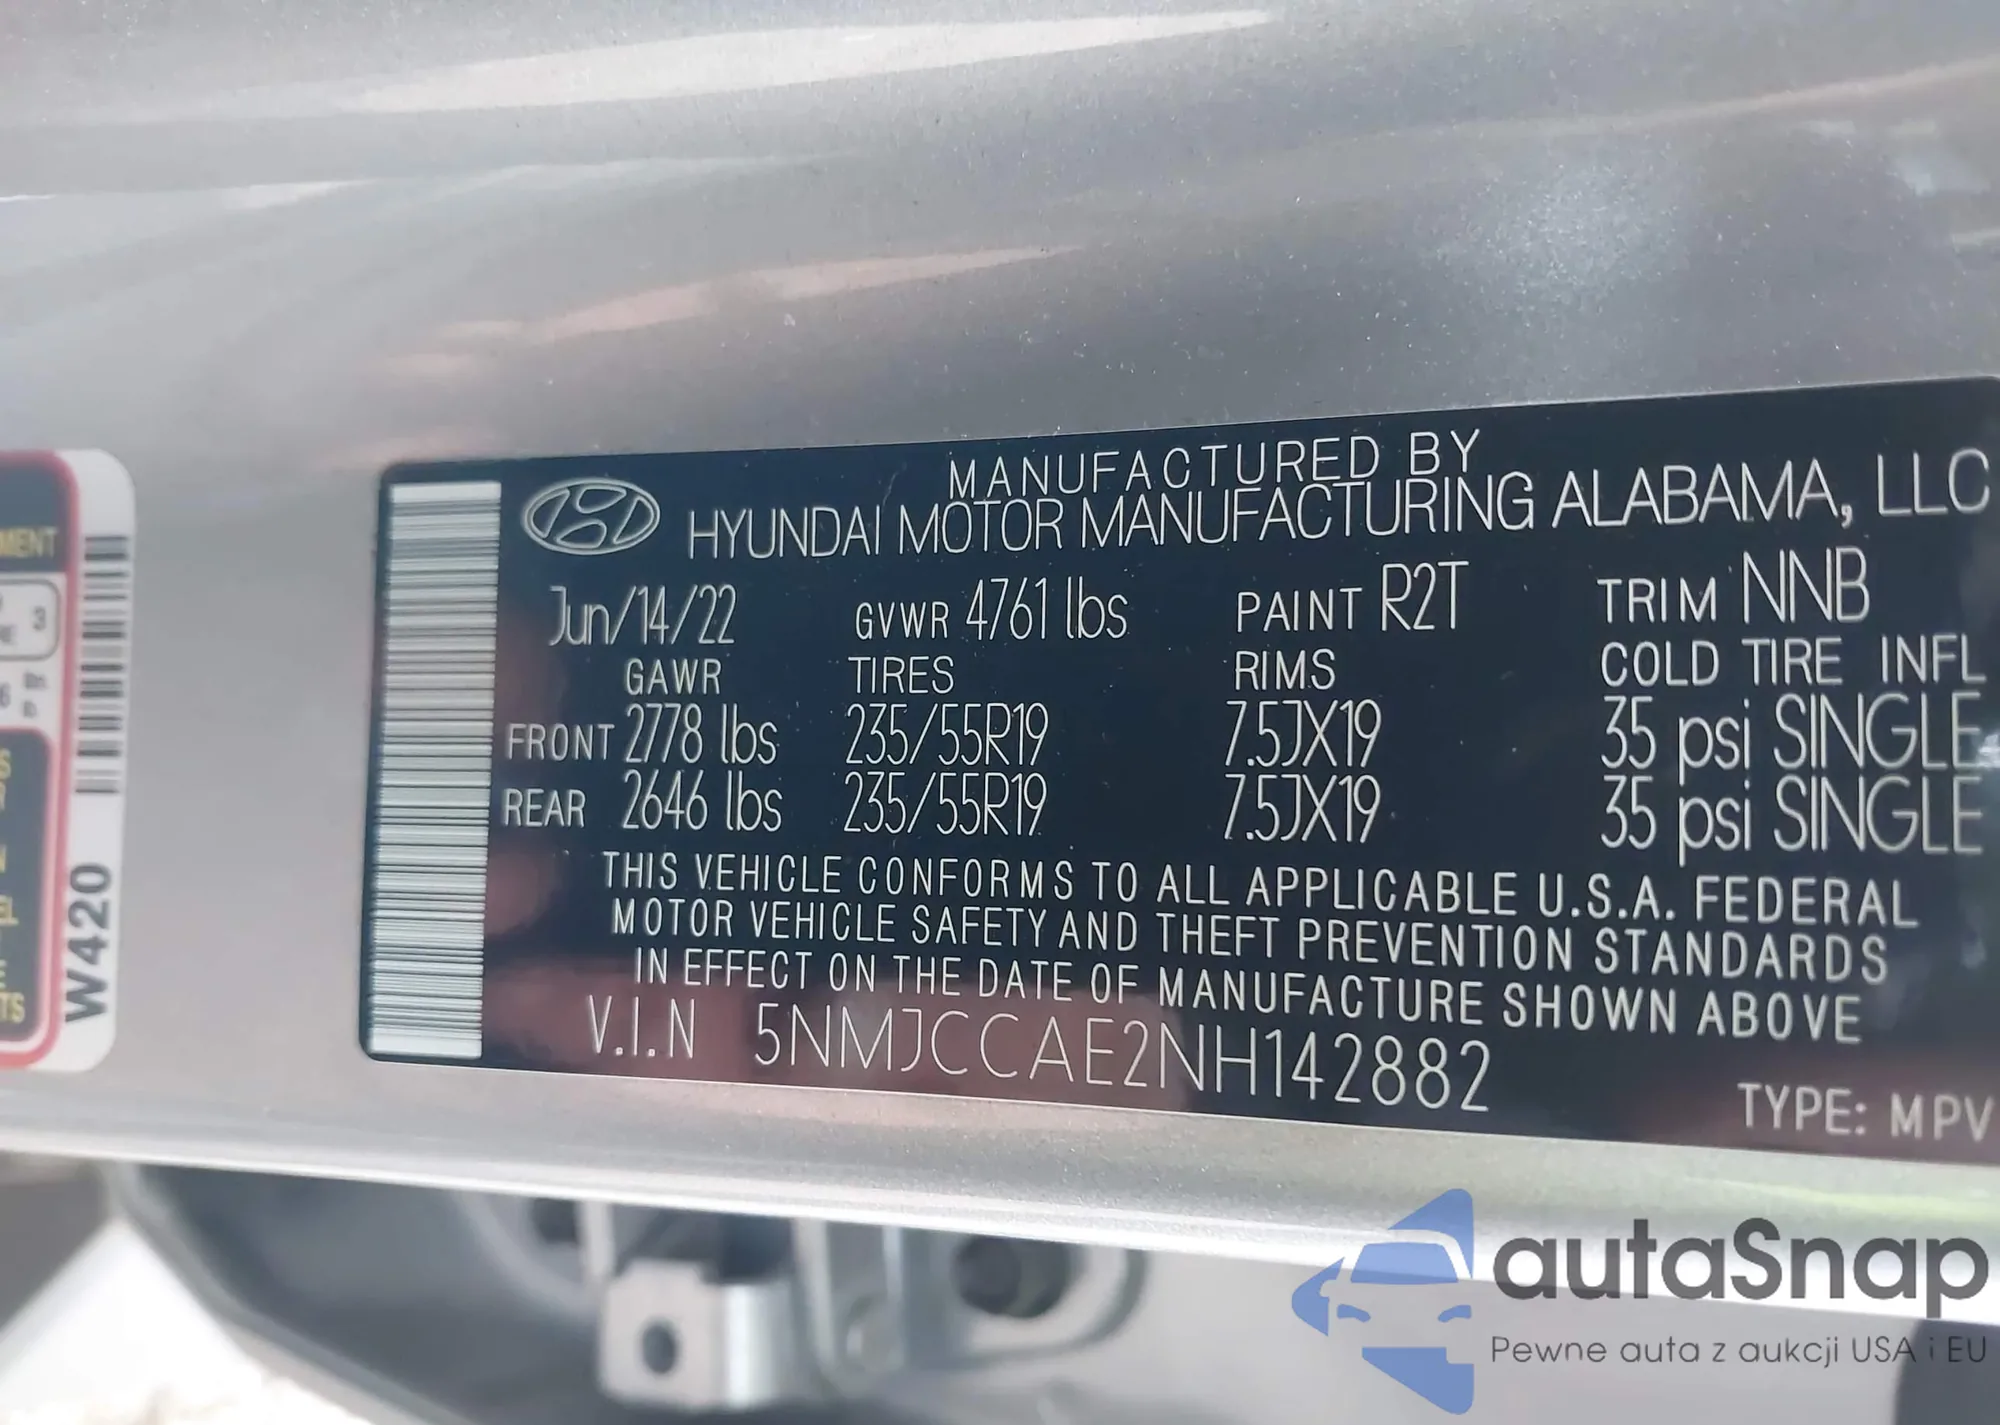 MENT
3
W420
MANUFACTURED BY
HYUNDAI MOTOR MANUFACTURING ALABAMA, LLC
Jun/14/22 GVWR 4761 lbs PAINT R2T TRIM NNB
GAWR TIRES RIMS COLD TIRE INFL
FRONT 2778 lbs 235/55R19 7.5JX19 35 psi SINGLE
REAR 2646 lbs 235/55R19 7.5JX19 35 psi SINGLE
THIS VEHICLE CONFORMS TO ALL APPLICABLE U.S.A. FEDERAL
MOTOR VEHICLE SAFETY AND THEFT PREVENTION STANDARDS
IN EFFECT ON THE DATE OF MANUFACTURE SHOWN ABOVE
V.I.N 5NMJCCAE2NH142882
TYPE: MPV
autaSnap
Pewne auta z aukcji USA i EU